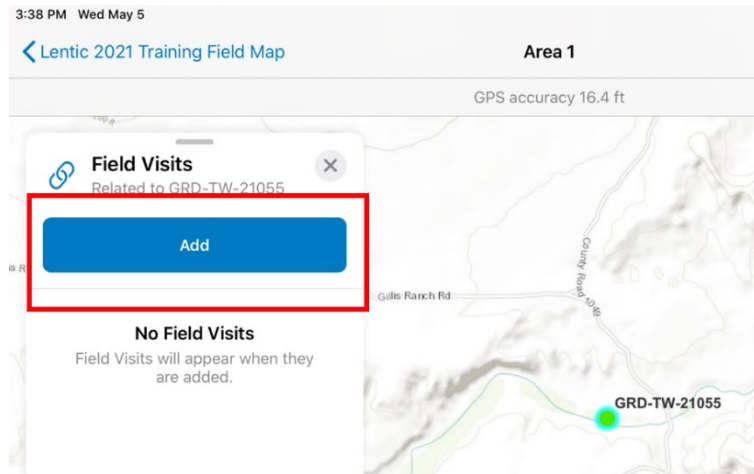 3:38 PM Wed May 5
Lentic 2021 Training Field Map
Area 1
GPS accuracy 16.4 ft
Field Visits
Related to GRD-TW-21055
Add
No Field Visits
Field Visits will appear when they
are added.
Gillis Ranch Rd
County Road 1049
GRD-TW-21055